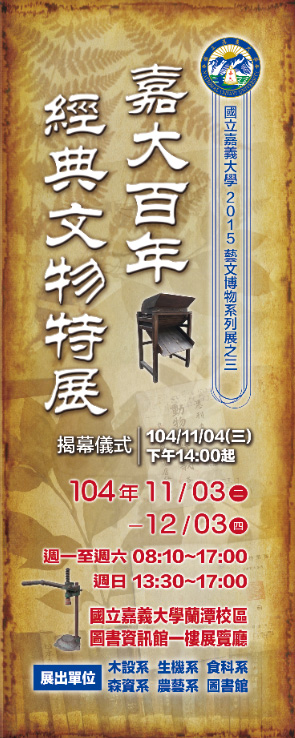 國立嘉義大學 2015 藝文博物系列展之三
嘉大百年
經典文物特展
揭幕儀式
104/11/04(三)
下午14:00起
104年 11/03 二
–12/03 四
週一至週六 08:10~17:00
週日 13:30~17:00
國立嘉義大學蘭潭校區
圖書資訊館一樓展覽廳
展出單位
木設系 生機系 食科系
森資系 農藝系 圖書館